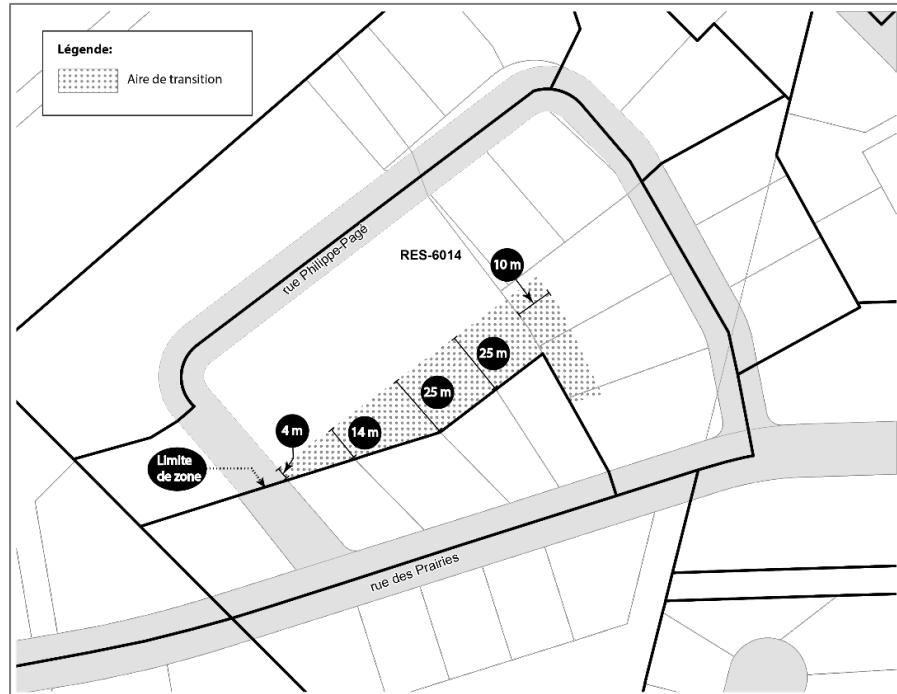 Légende:
Aire de transition
rue Philippe-Pagé
RES-6014
10 m
25 m
25 m
14 m
4 m
Limite
de zone
rue des Prairies